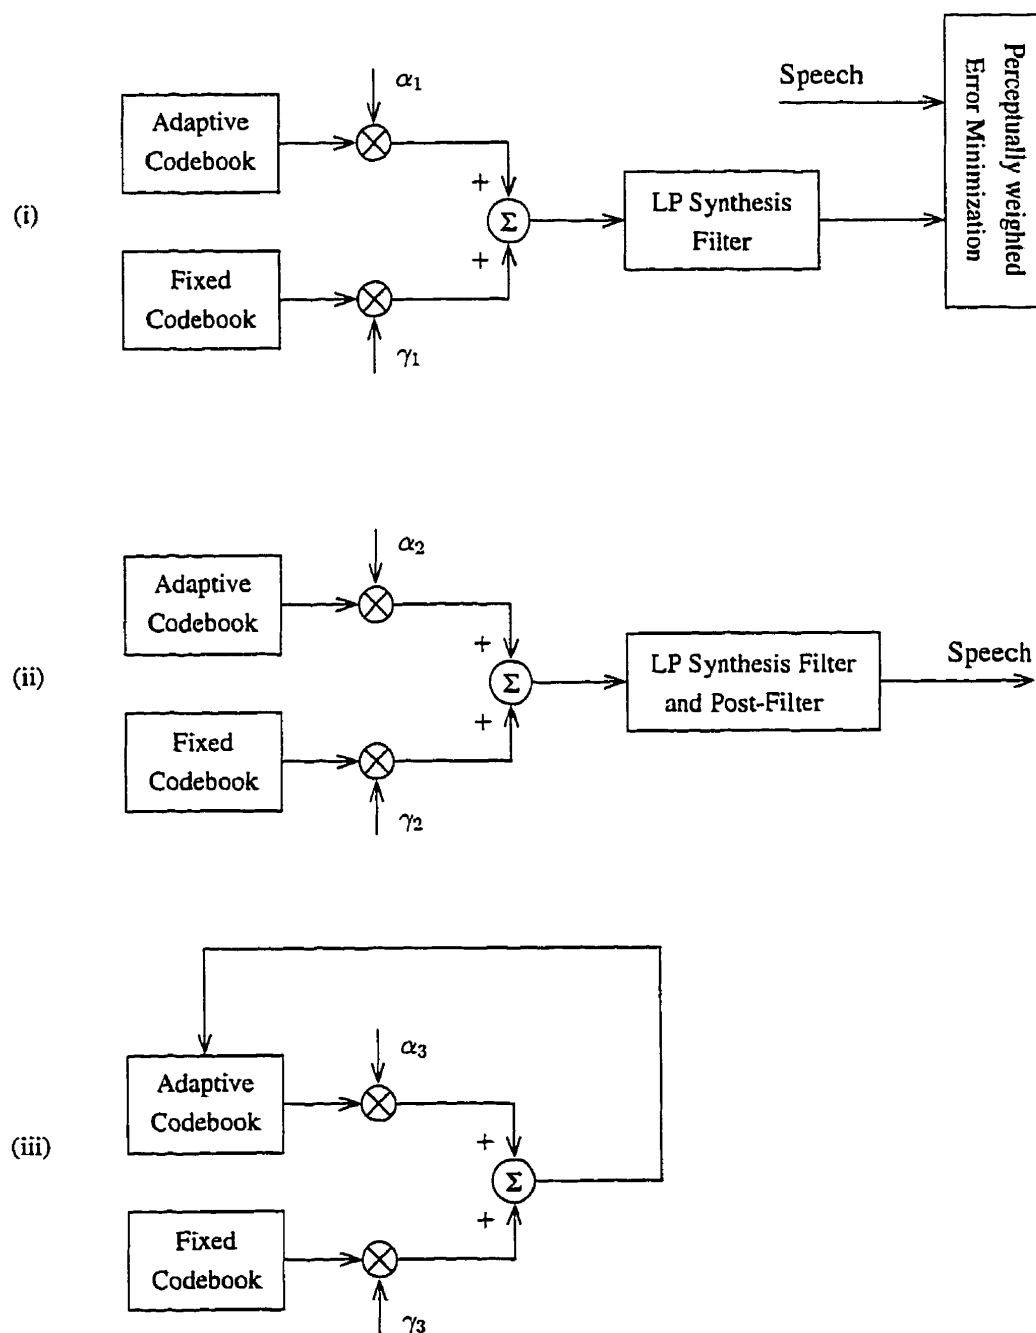 α₁
Adaptive
Codebook
Speech
Perceptually weighted
Error Minimization
(i)
+
Σ
+
LP Synthesis
Filter
Fixed
Codebook
γ₁
α₂
Adaptive
Codebook
(ii)
+
Σ
+
LP Synthesis Filter
and Post-Filter
Speech
Fixed
Codebook
γ₂
α₃
Adaptive
Codebook
(iii)
+
Σ
+
Fixed
Codebook
γ₃